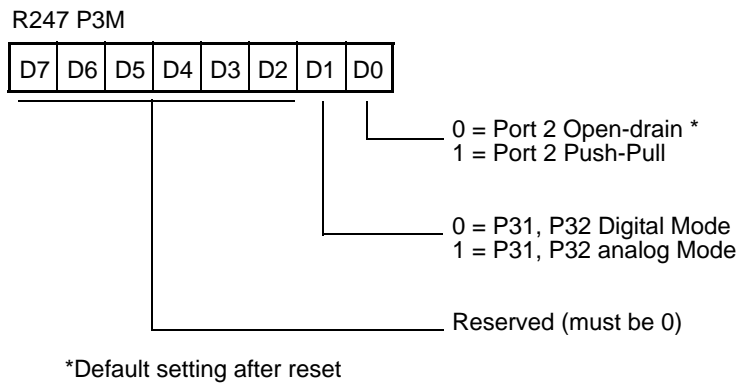 R247 P3M
D7 D6 D5 D4 D3 D2 D1 D0
0 = Port 2 Open-drain *
1 = Port 2 Push-Pull
0 = P31, P32 Digital Mode
1 = P31, P32 analog Mode
Reserved (must be 0)
*Default setting after reset